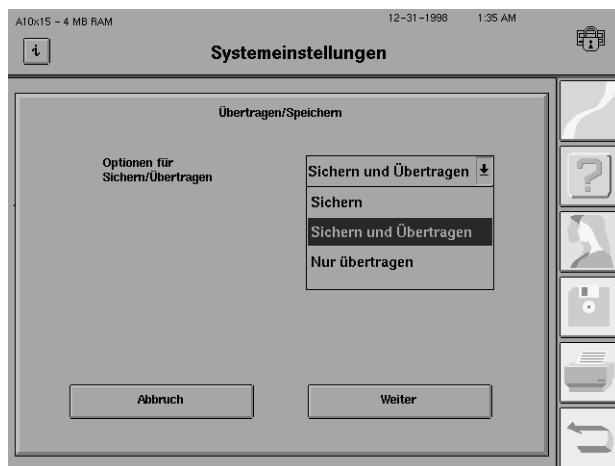 A10x15 – 4 MB RAM
12-31-1998 1:35 AM
i
Systemeinstellungen
Übertragen/Speichern
Optionen für
Sichern/Übertragen
Sichern und Übertragen
Sichern
Sichern und Übertragen
Nur übertragen
Abbruch
Weiter